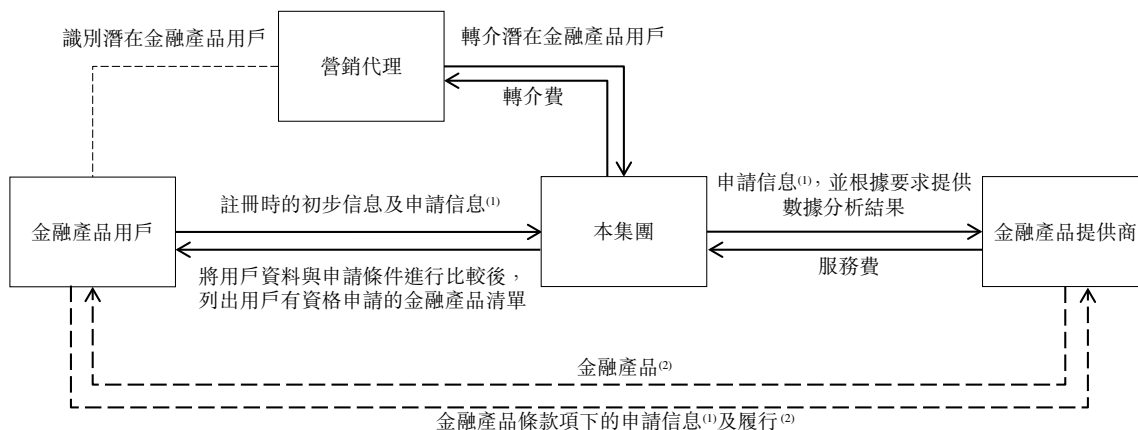 識別潛在金融產品用戶
營銷代理
轉介潛在金融產品用戶
轉介費
金融產品用戶
註冊時的初步信息及申請信息(1)
將用戶資料與申請條件進行比較後，
列出用戶有資格申請的金融產品清單
本集團
申請信息(1)，並根據要求提供
數據分析結果
服務費
金融產品提供商
金融產品(2)
金融產品條款項下的申請信息(1)及履行(2)